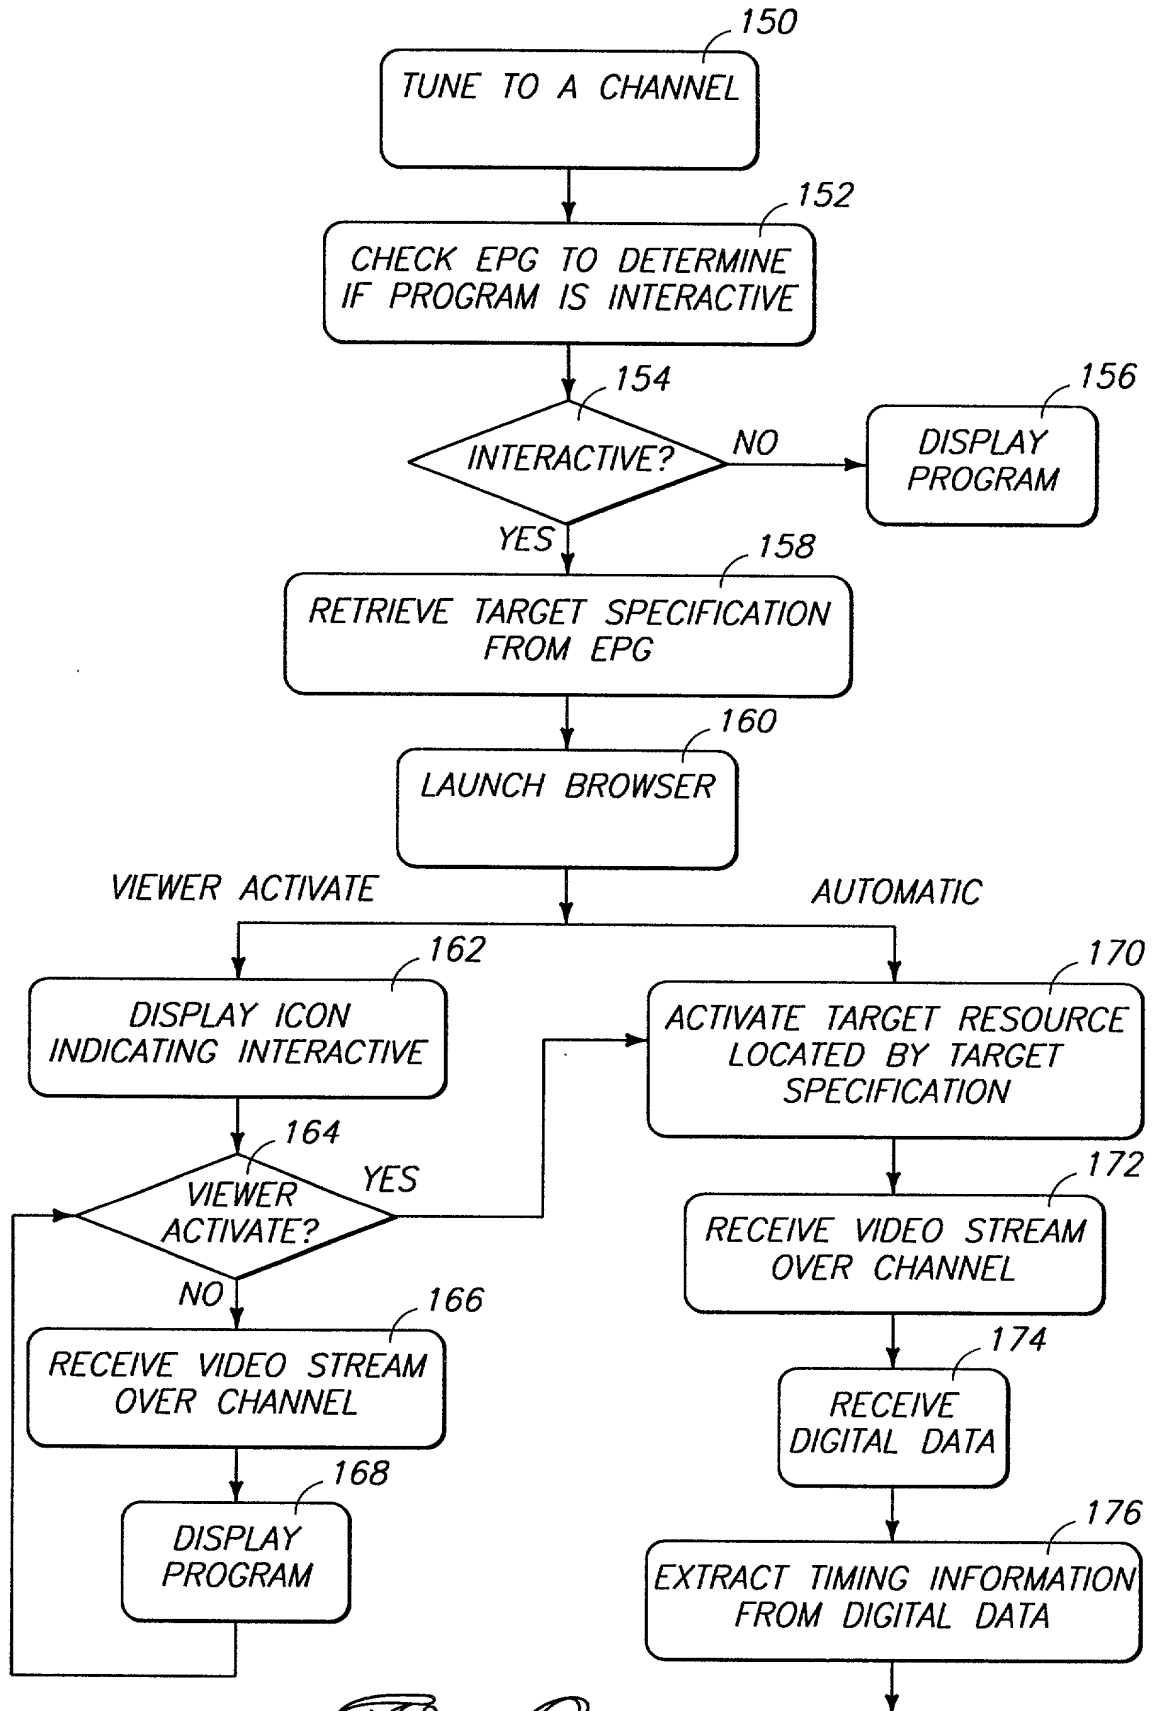 150
TUNE TO A CHANNEL
152
CHECK EPG TO DETERMINE
IF PROGRAM IS INTERACTIVE
154
INTERACTIVE?
NO
156
DISPLAY
PROGRAM
YES
158
RETRIEVE TARGET SPECIFICATION
FROM EPG
160
LAUNCH BROWSER
VIEWER ACTIVATE
AUTOMATIC
162
DISPLAY ICON
INDICATING INTERACTIVE
164
VIEWER
ACTIVATE?
YES
NO
166
RECEIVE VIDEO STREAM
OVER CHANNEL
168
DISPLAY
PROGRAM
170
ACTIVATE TARGET RESOURCE
LOCATED BY TARGET
SPECIFICATION
172
RECEIVE VIDEO STREAM
OVER CHANNEL
174
RECEIVE
DIGITAL DATA
176
EXTRACT TIMING INFORMATION
FROM DIGITAL DATA